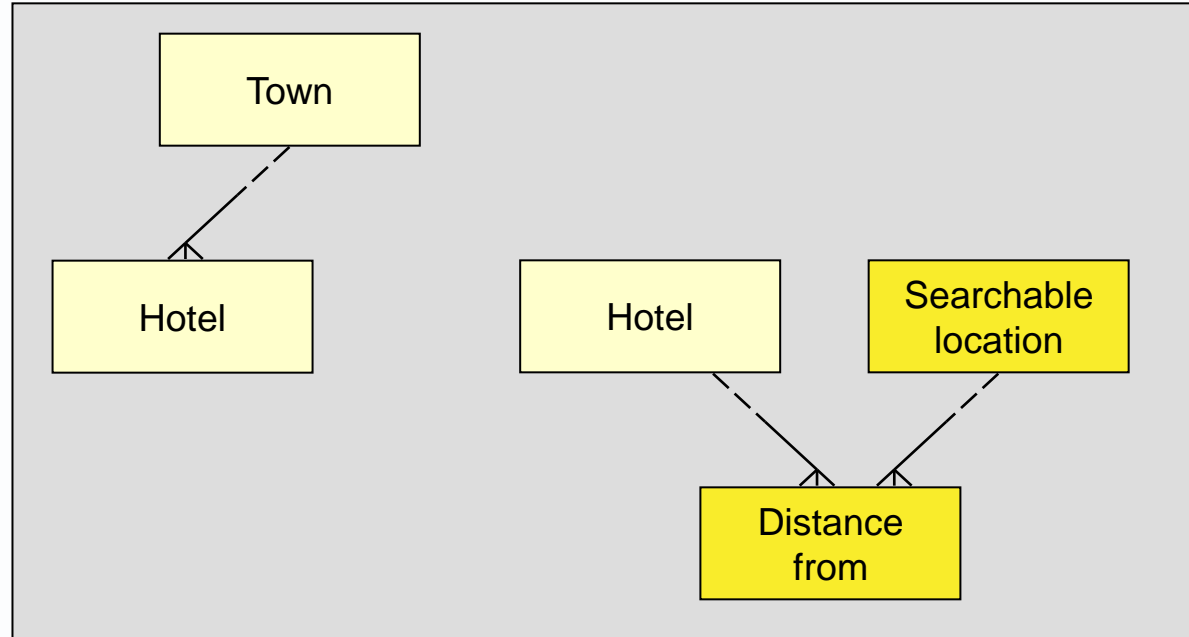 Town
Hotel
Hotel
Searchable
location
Distance
from